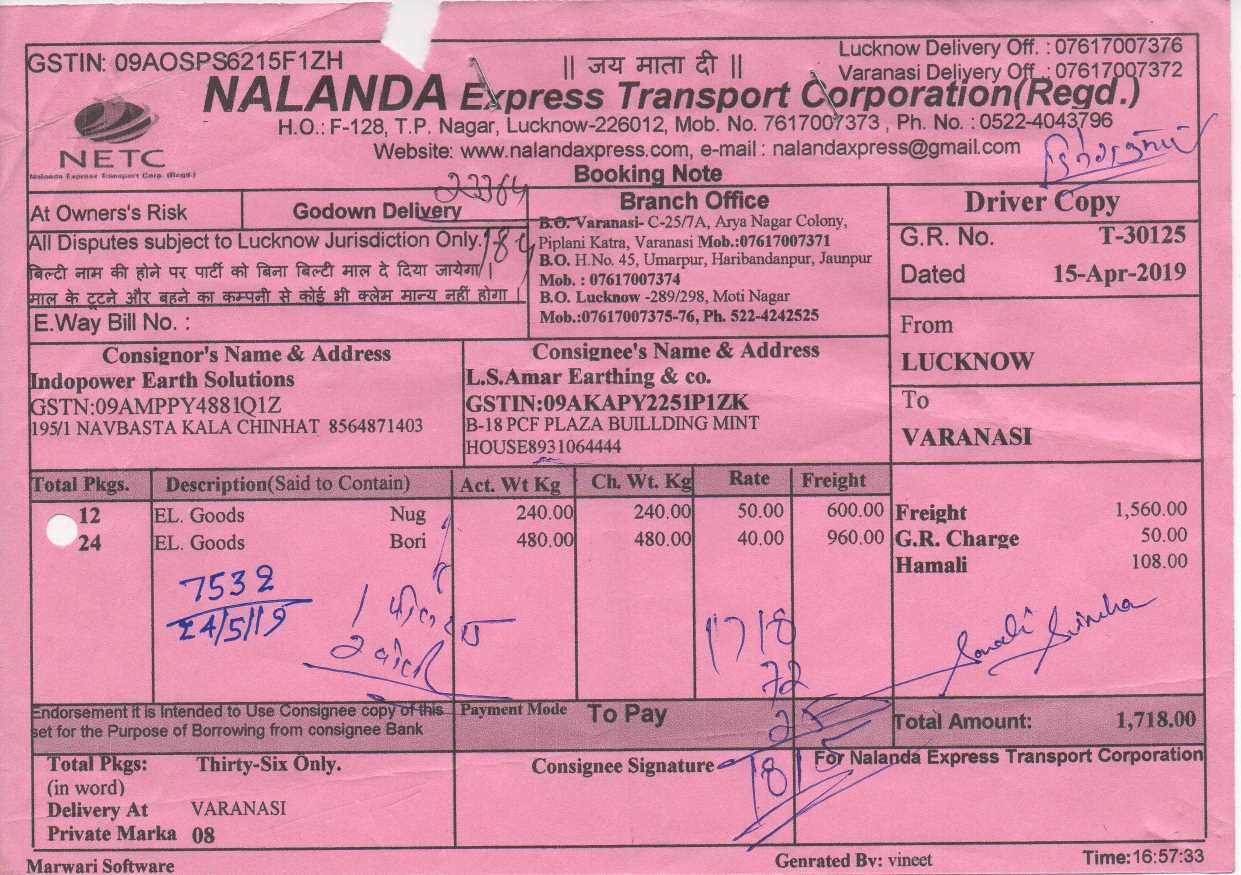 GSTIN: 09AOSPS6215F1ZH
|| जय माता दी ||
Lucknow Delivery Off. : 07617007376
Varanasi Delivery Off. : 07617007372
NALANDA Express Transport Corporation(Regd.)
NETC
Nalanda Express Transport Corp. (Regd.)
H.O.: F-128, T.P. Nagar, Lucknow-226012, Mob. No. 7617007373 , Ph. No. : 0522-4043796
Website: www.nalandaxpress.com, e-mail : nalandaxpress@gmail.com
Booking Note
22384
At Owners's Risk
Godown Delivery
All Disputes subject to Lucknow Jurisdiction Only.
बिल्टी नाम की होने पर पार्टी को बिना बिल्टी माल दे दिया जायेगा |
माल के टूटने और बहने का कम्पनी से कोई भी क्लेम मान्य नहीं होगा |
E.Way Bill No. :
Branch Office
B.O. Varanasi- C-25/7A, Arya Nagar Colony,
Piplani Katra, Varanasi Mob.:07617007371
B.O. H.No. 45, Umarpur, Haribandanpur, Jaunpur
Mob. : 07617007374
B.O. Lucknow -289/298, Moti Nagar
Mob.:07617007375-76, Ph. 522-4242525
Driver Copy
G.R. No. T-30125
Dated 15-Apr-2019
From
LUCKNOW
To
VARANASI
Consignor's Name & Address
Indopower Earth Solutions
GSTN:09AMPPY4881Q1Z
195/1 NAVBASTA KALA CHINHAT 8564871403
Consignee's Name & Address
L.S.Amar Earthing & co.
GSTIN:09AKAPY2251P1ZK
B-18 PCF PLAZA BUILLDING MINT
HOUSE8931064444
Total Pkgs. Description(Said to Contain) Act. Wt Kg Ch. Wt. Kg Rate Freight
12 EL. Goods Nug 240.00 240.00 50.00 600.00
24 EL. Goods Bori 480.00 480.00 40.00 960.00
Freight 1,560.00
G.R. Charge 50.00
Hamali 108.00
7532
24/5/19
1718
72
25
1815
Sonali Sinha
Endorsement it is Intended to Use Consignee copy of this
set for the Purpose of Borrowing from consignee Bank
Payment Mode To Pay
Total Amount: 1,718.00
Total Pkgs: Thirty-Six Only.
(in word)
Delivery At VARANASI
Private Marka 08
Consignee Signature
For Nalanda Express Transport Corporation
Marwari Software
Genrated By: vineet
Time:16:57:33